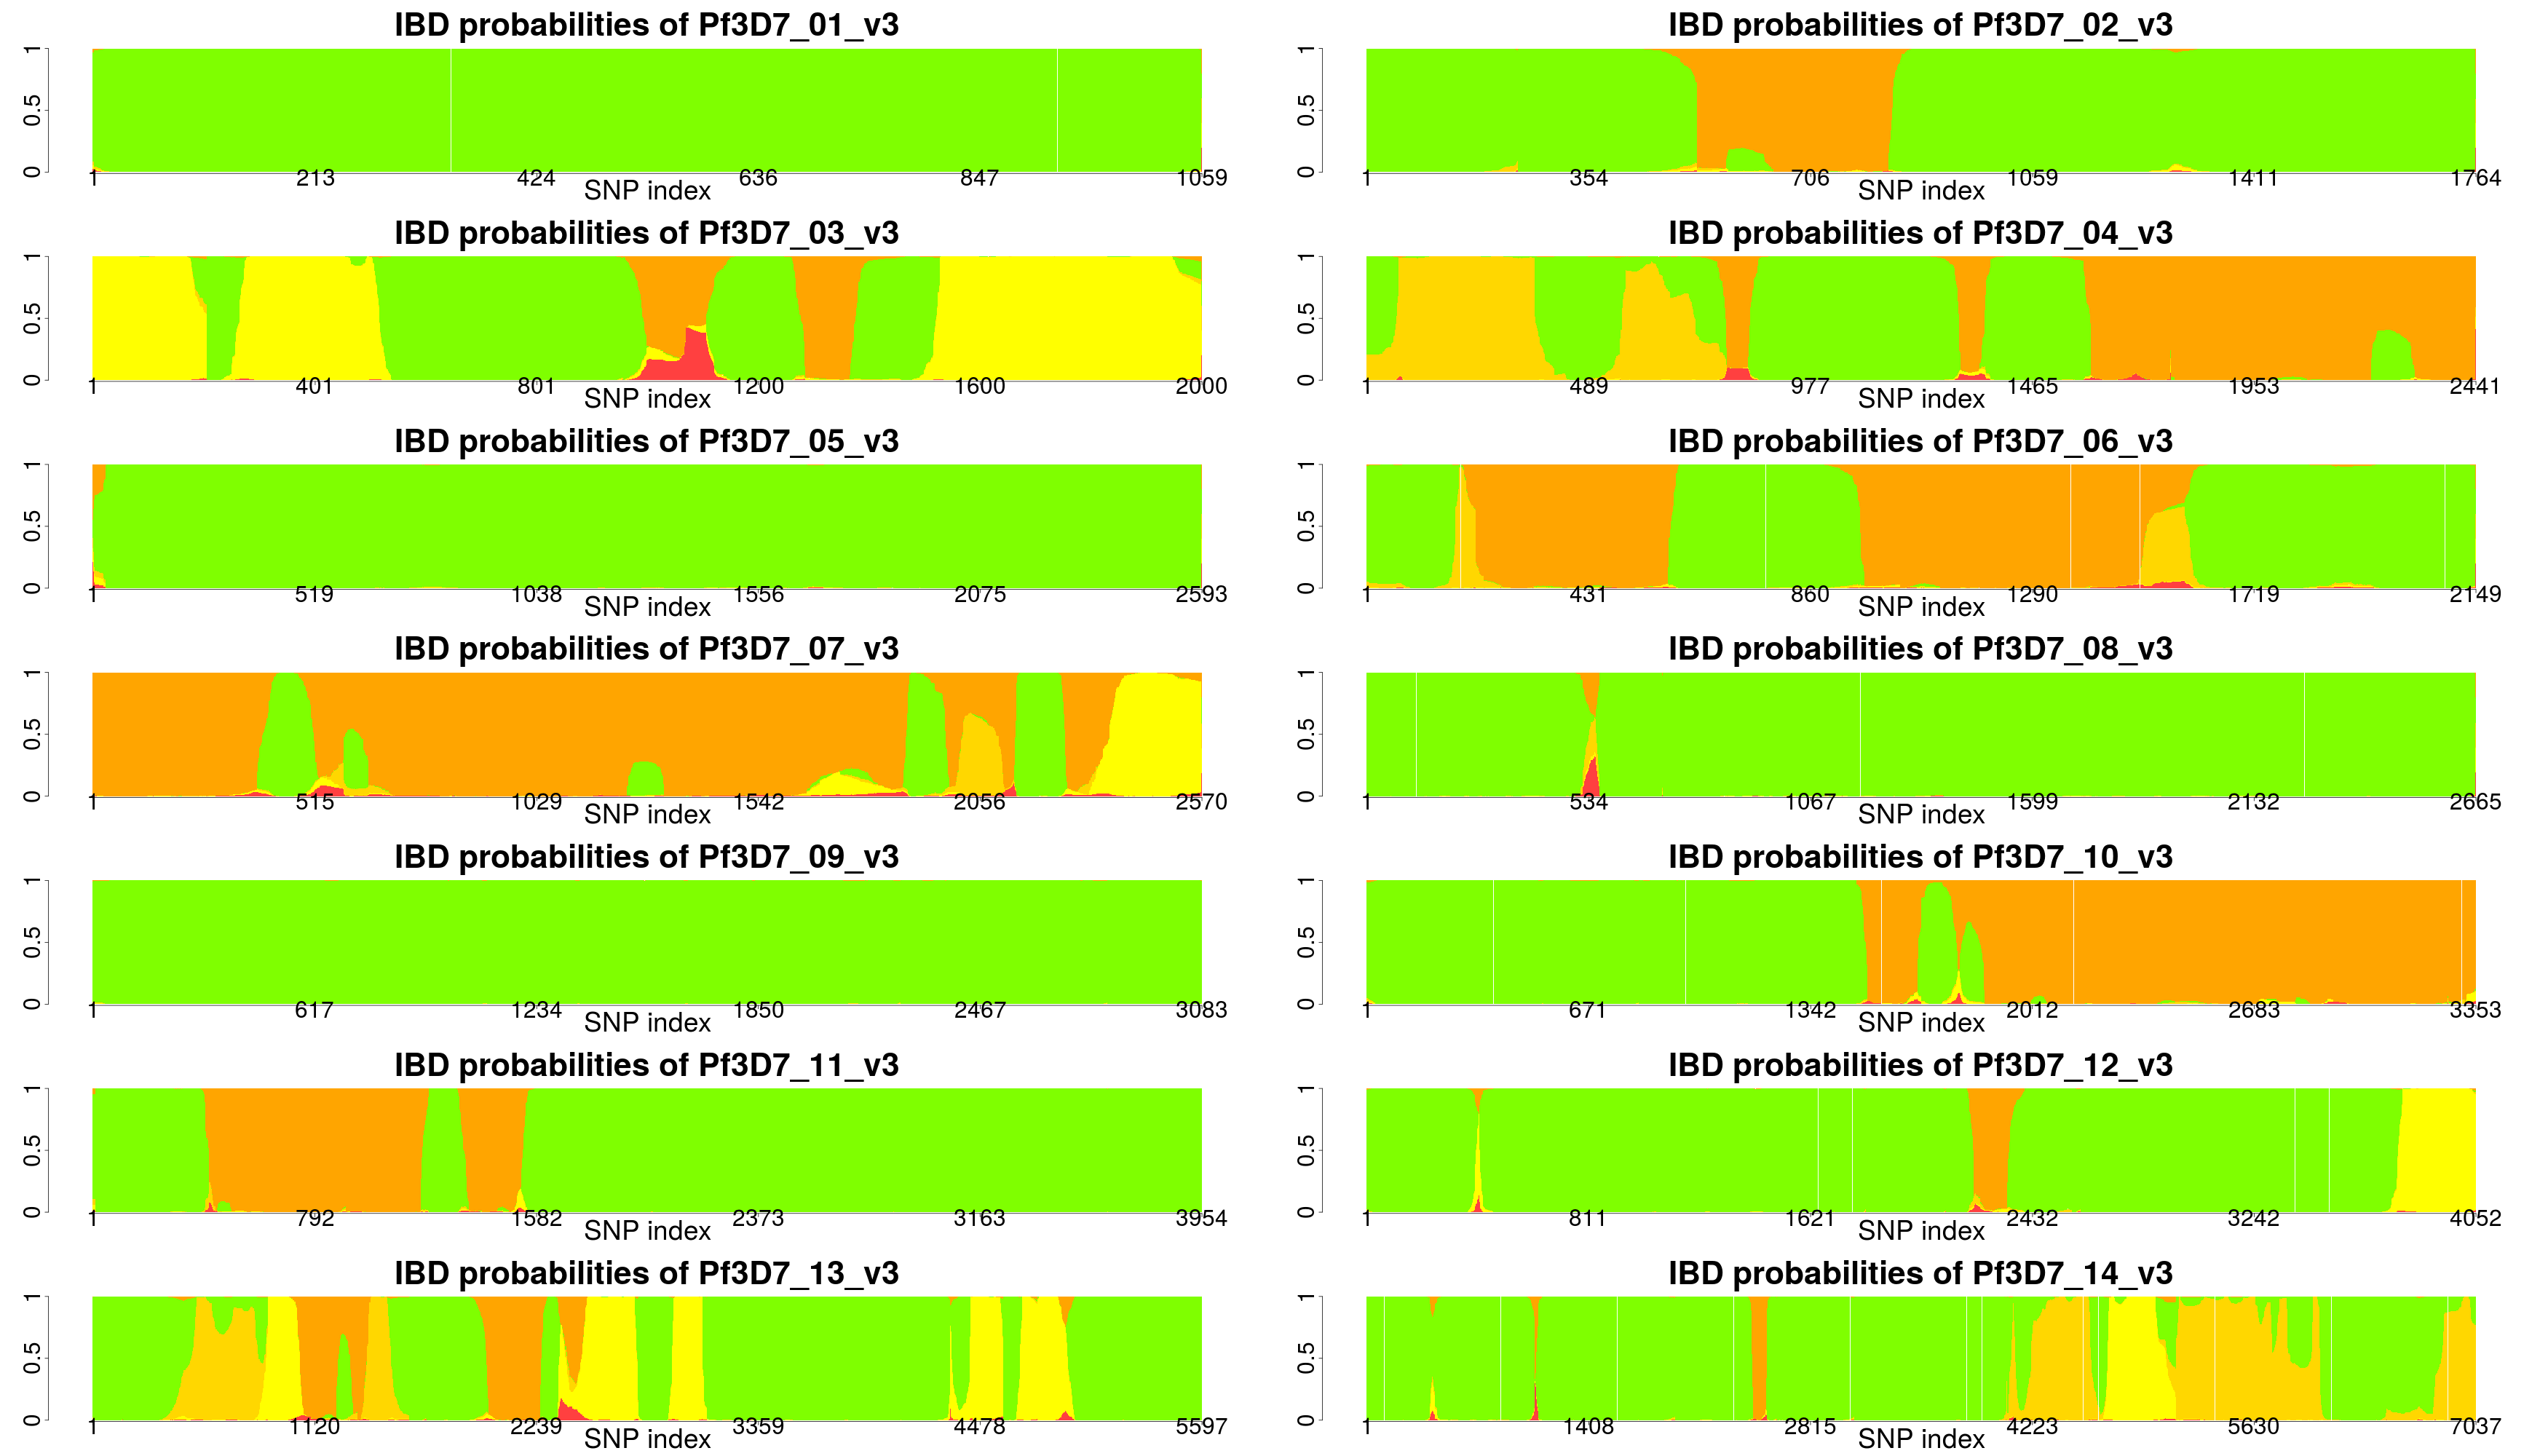 IBD probabilities of Pf3D7_01_v3
0 0.5 1
1 213 424 636 847 1059
SNP index
IBD probabilities of Pf3D7_02_v3
0 0.5 1
1 354 706 1059 1411 1764
SNP index
IBD probabilities of Pf3D7_03_v3
0 0.5 1
1 401 801 1200 1600 2000
SNP index
IBD probabilities of Pf3D7_04_v3
0 0.5 1
1 489 977 1465 1953 2441
SNP index
IBD probabilities of Pf3D7_05_v3
0 0.5 1
1 519 1038 1556 2075 2593
SNP index
IBD probabilities of Pf3D7_06_v3
0 0.5 1
1 431 860 1290 1719 2149
SNP index
IBD probabilities of Pf3D7_07_v3
0 0.5 1
1 515 1029 1542 2056 2570
SNP index
IBD probabilities of Pf3D7_08_v3
0 0.5 1
1 534 1067 1599 2132 2665
SNP index
IBD probabilities of Pf3D7_09_v3
0 0.5 1
1 617 1234 1850 2467 3083
SNP index
IBD probabilities of Pf3D7_10_v3
0 0.5 1
1 671 1342 2012 2683 3353
SNP index
IBD probabilities of Pf3D7_11_v3
0 0.5 1
1 792 1582 2373 3163 3954
SNP index
IBD probabilities of Pf3D7_12_v3
0 0.5 1
1 811 1621 2432 3242 4052
SNP index
IBD probabilities of Pf3D7_13_v3
0 0.5 1
1 1120 2239 3359 4478 5597
SNP index
IBD probabilities of Pf3D7_14_v3
0 0.5 1
1 1408 2815 4223 5630 7037
SNP index